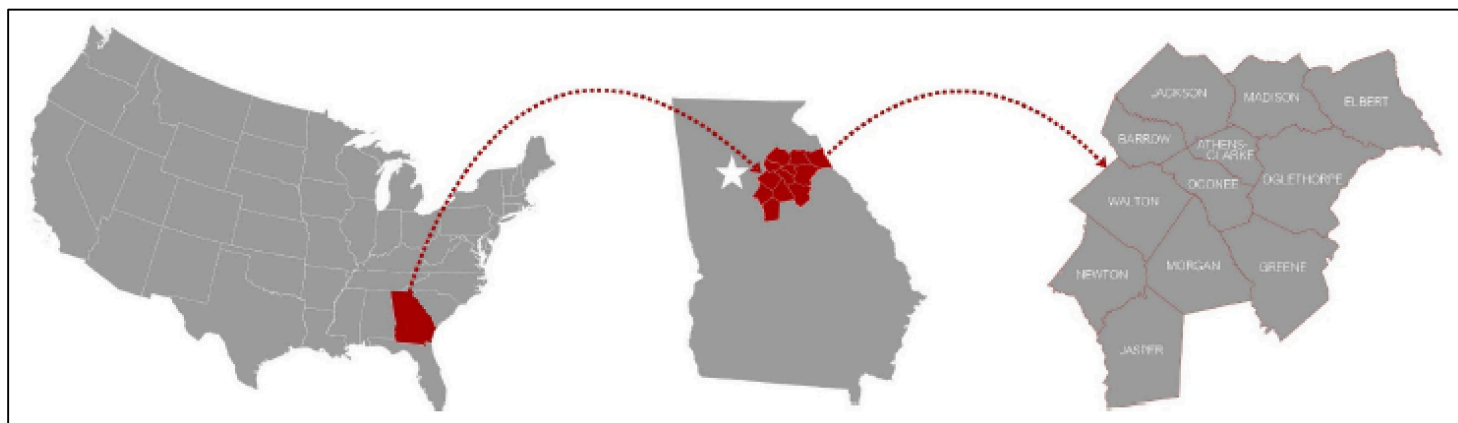 JACKSON
MADISON
ELBERT
BARROW
ATHENS-
CLARKE
OCONEE
OGLETHORPE
WALTON
NEWTON
MORGAN
GREENE
JASPER